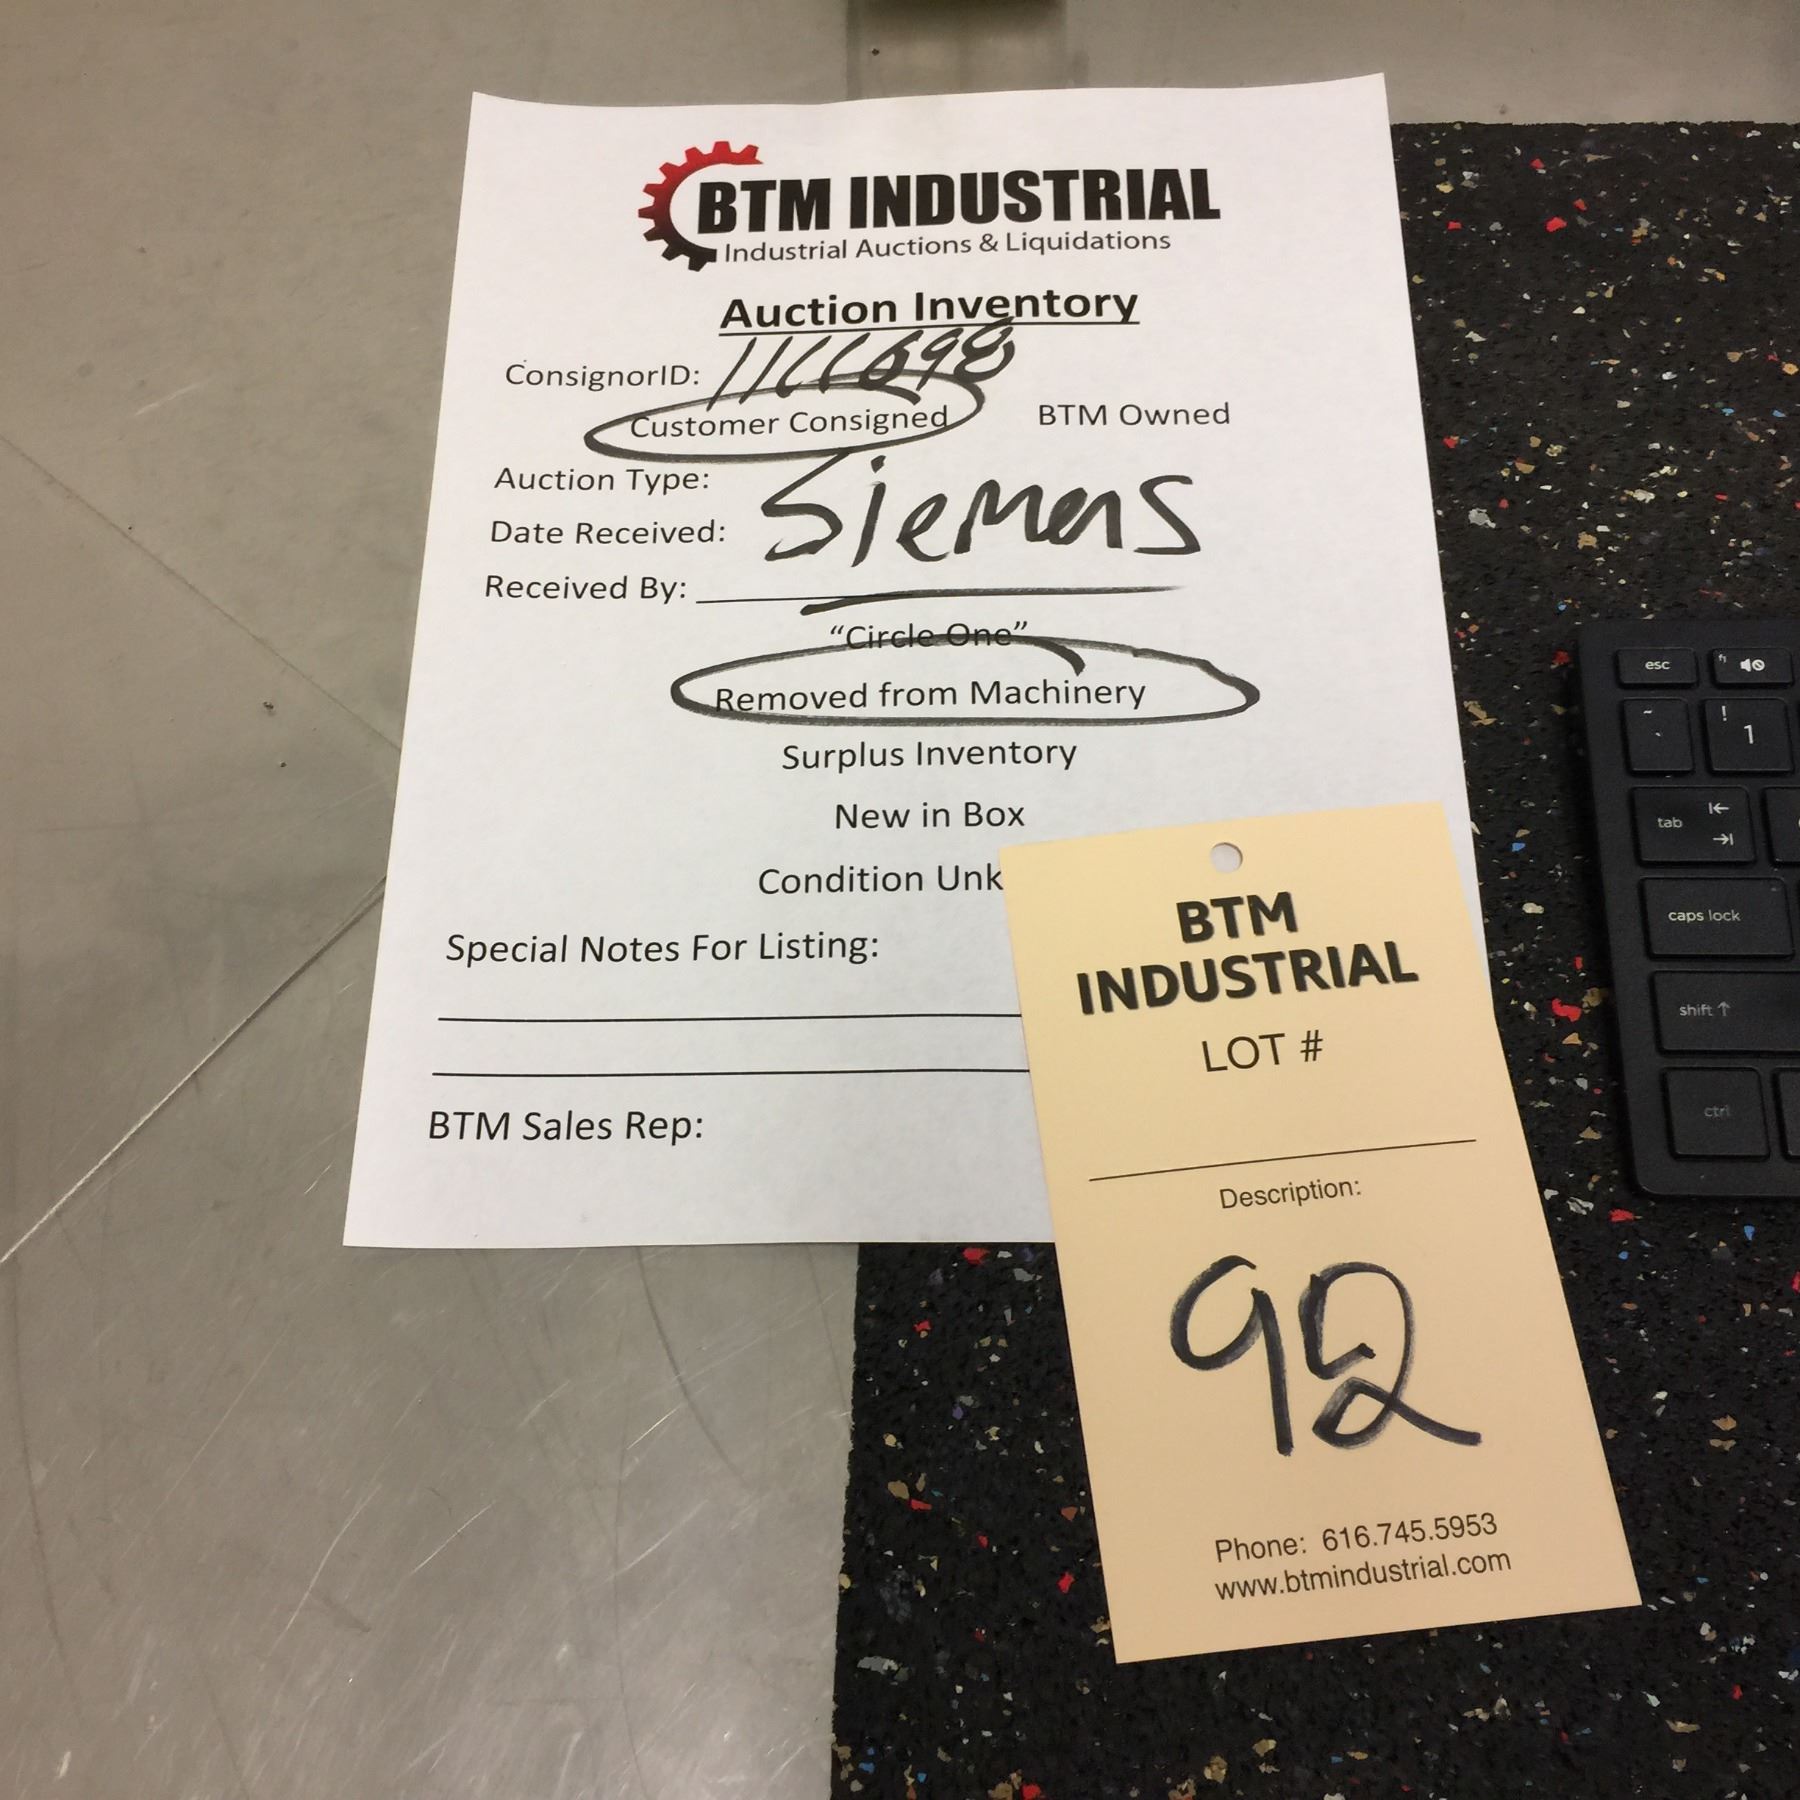 BTM INDUSTRIAL
Industrial Auctions & Liquidations
Auction Inventory
ConsignorID:
Customer Consigned BTM Owned
Auction Type:
Siemens
Date Received:
Received By:
“Circle One”
Removed from Machinery
Surplus Inventory
New in Box
Condition Unk
Special Notes For Listing:
BTM Sales Rep:
BTM
INDUSTRIAL
LOT #
Description:
92
Phone: 616.745.5953
www.btmindustrial.com
esc f1
~ ! 1
tab
caps lock
shift
ctrl